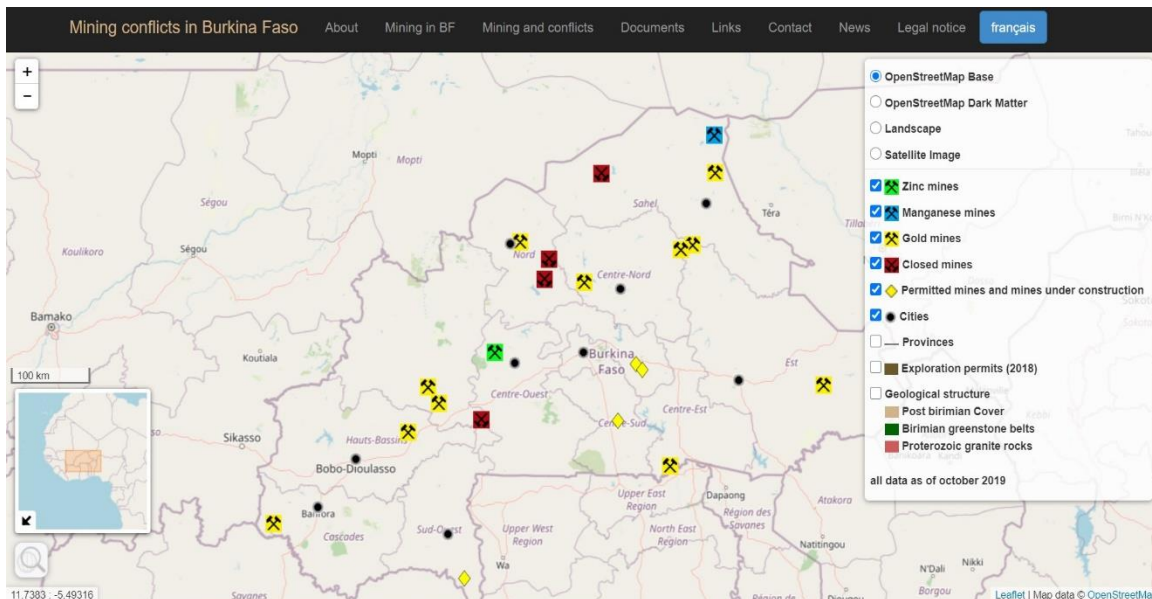 Mining conflicts in Burkina Faso About Mining in BF Mining and conflicts Documents Links Contact News Legal notice français
+
−
OpenStreetMap Base
OpenStreetMap Dark Matter
Landscape
Satellite Image
Zinc mines
Manganese mines
Gold mines
Closed mines
Permitted mines and mines under construction
Cities
Provinces
Exploration permits (2018)
Geological structure
Post birimian Cover
Birimian greenstone belts
Proterozoic granite rocks
all data as of october 2019
Mopti
Mopti
Ségou
Ségou
Koulikoro
Sahel
Téra
Nord
Centre-Nord
Bamako
Koutiala
Burkina
Faso
Est
100 km
Centre-Ouest
Centre-Est
Centre-Sud
Sikasso
Hauts-Bassins
Bobo-Dioulasso
Upper East
Region
Dapaong
Atakora
Banfora
Cascades
Sud-Ouest
Upper West
Region
North East
Region
Région des
Savanes
Natitingou
Wa
N'Dali
Nikki
Borgou
Savanes
11.7383 : -5.49316
Leaflet | Map data © OpenStreetMa